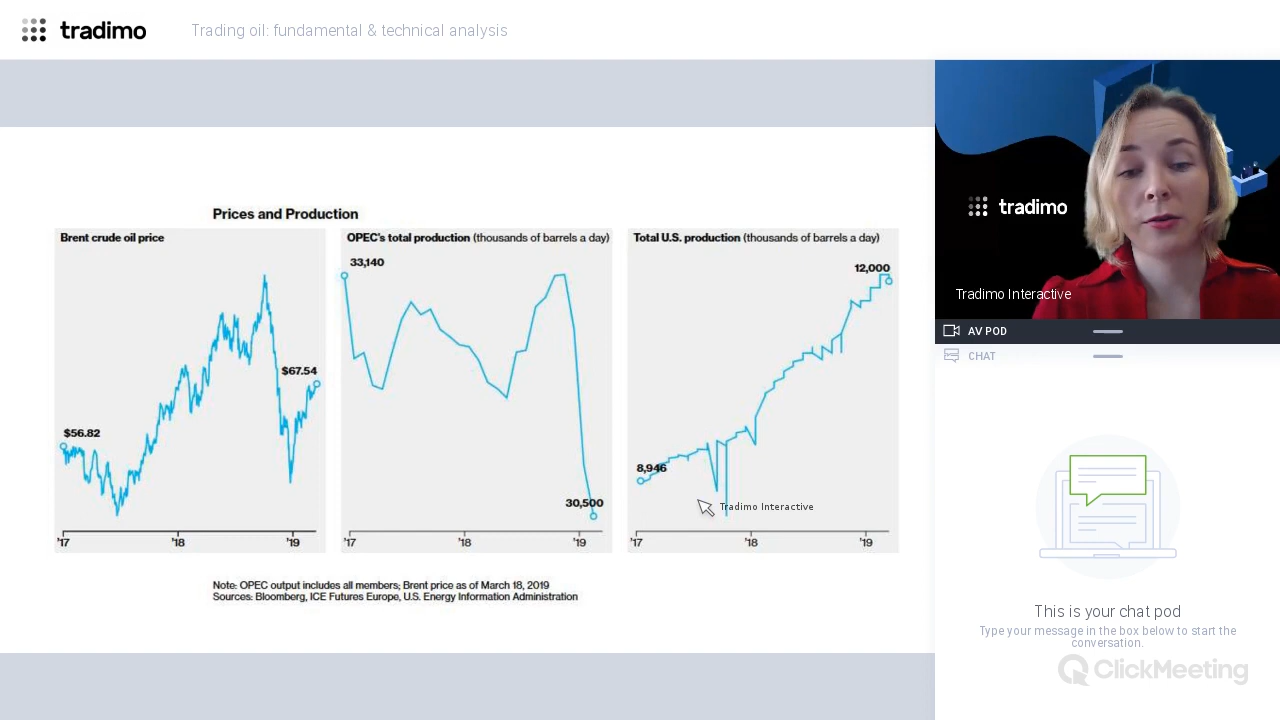 tradimo
Trading oil: fundamental & technical analysis
Prices and Production
Brent crude oil price
$67.54
$56.82
'17
'18
'19
OPEC's total production (thousands of barrels a day)
33,140
30,500
'17
'18
'19
Total U.S. production (thousands of barrels a day)
12,000
8,946
Tradimo Interactive
'17
'18
'19
Note: OPEC output includes all members; Brent price as of March 18, 2019
Sources: Bloomberg, ICE Futures Europe, U.S. Energy Information Administration
tradimo
Tradimo Interactive
AV POD
CHAT
This is your chat pod
Type your message in the box below to start the
conversation.
ClickMeeting